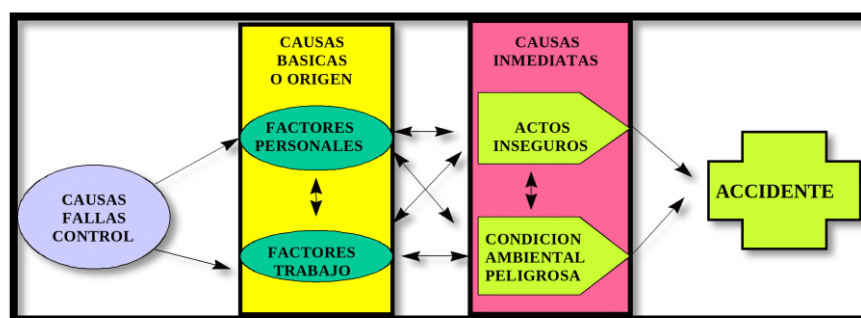 CAUSAS
FALLAS
CONTROL
CAUSAS
BASICAS
O ORIGEN
FACTORES
PERSONALES
FACTORES
TRABAJO
CAUSAS
INMEDIATAS
ACTOS
INSEGUROS
CONDICION
AMBIENTAL
PELIGROSA
ACCIDENTE